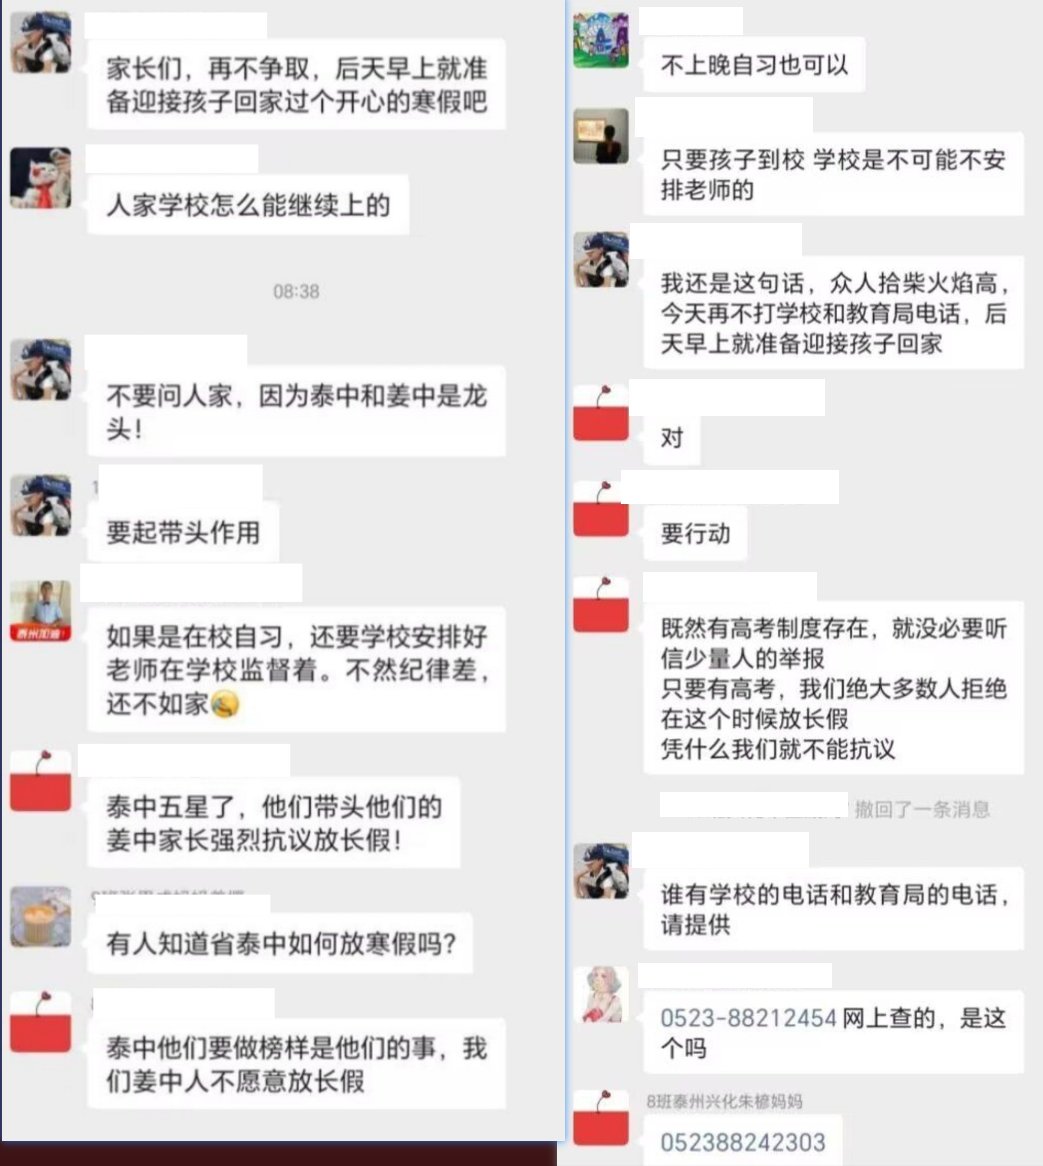 家长们，再不争取，后天早上就准
备迎接孩子回家过个开心的寒假吧
人家学校怎么能继续上的
08:38
不要问人家，因为泰中和姜中是龙
头！
要起带头作用
泰州加油！
如果是在校自习，还要学校安排好
老师在学校监督着。不然纪律差，
还不如家
泰中五星了，他们带头他们的
姜中家长强烈抗议放长假！
有人知道省泰中如何放寒假吗？
泰中他们要做榜样是他们的事，我
们姜中人不愿意放长假
不上晚自习也可以
只要孩子到校 学校是不可能不安
排老师的
我还是这句话，众人拾柴火焰高，
今天再不打学校和教育局电话，后
天早上就准备迎接孩子回家
对
要行动
既然有高考制度存在，就没必要听
信少量人的举报
只要有高考，我们绝大多数人拒绝
在这个时候放长假
凭什么我们就不能抗议
撤回了一条消息
谁有学校的电话和教育局的电话，
请提供
0523-88212454 网上查的，是这
个吗
8班泰州兴化朱榜妈妈
052388242303